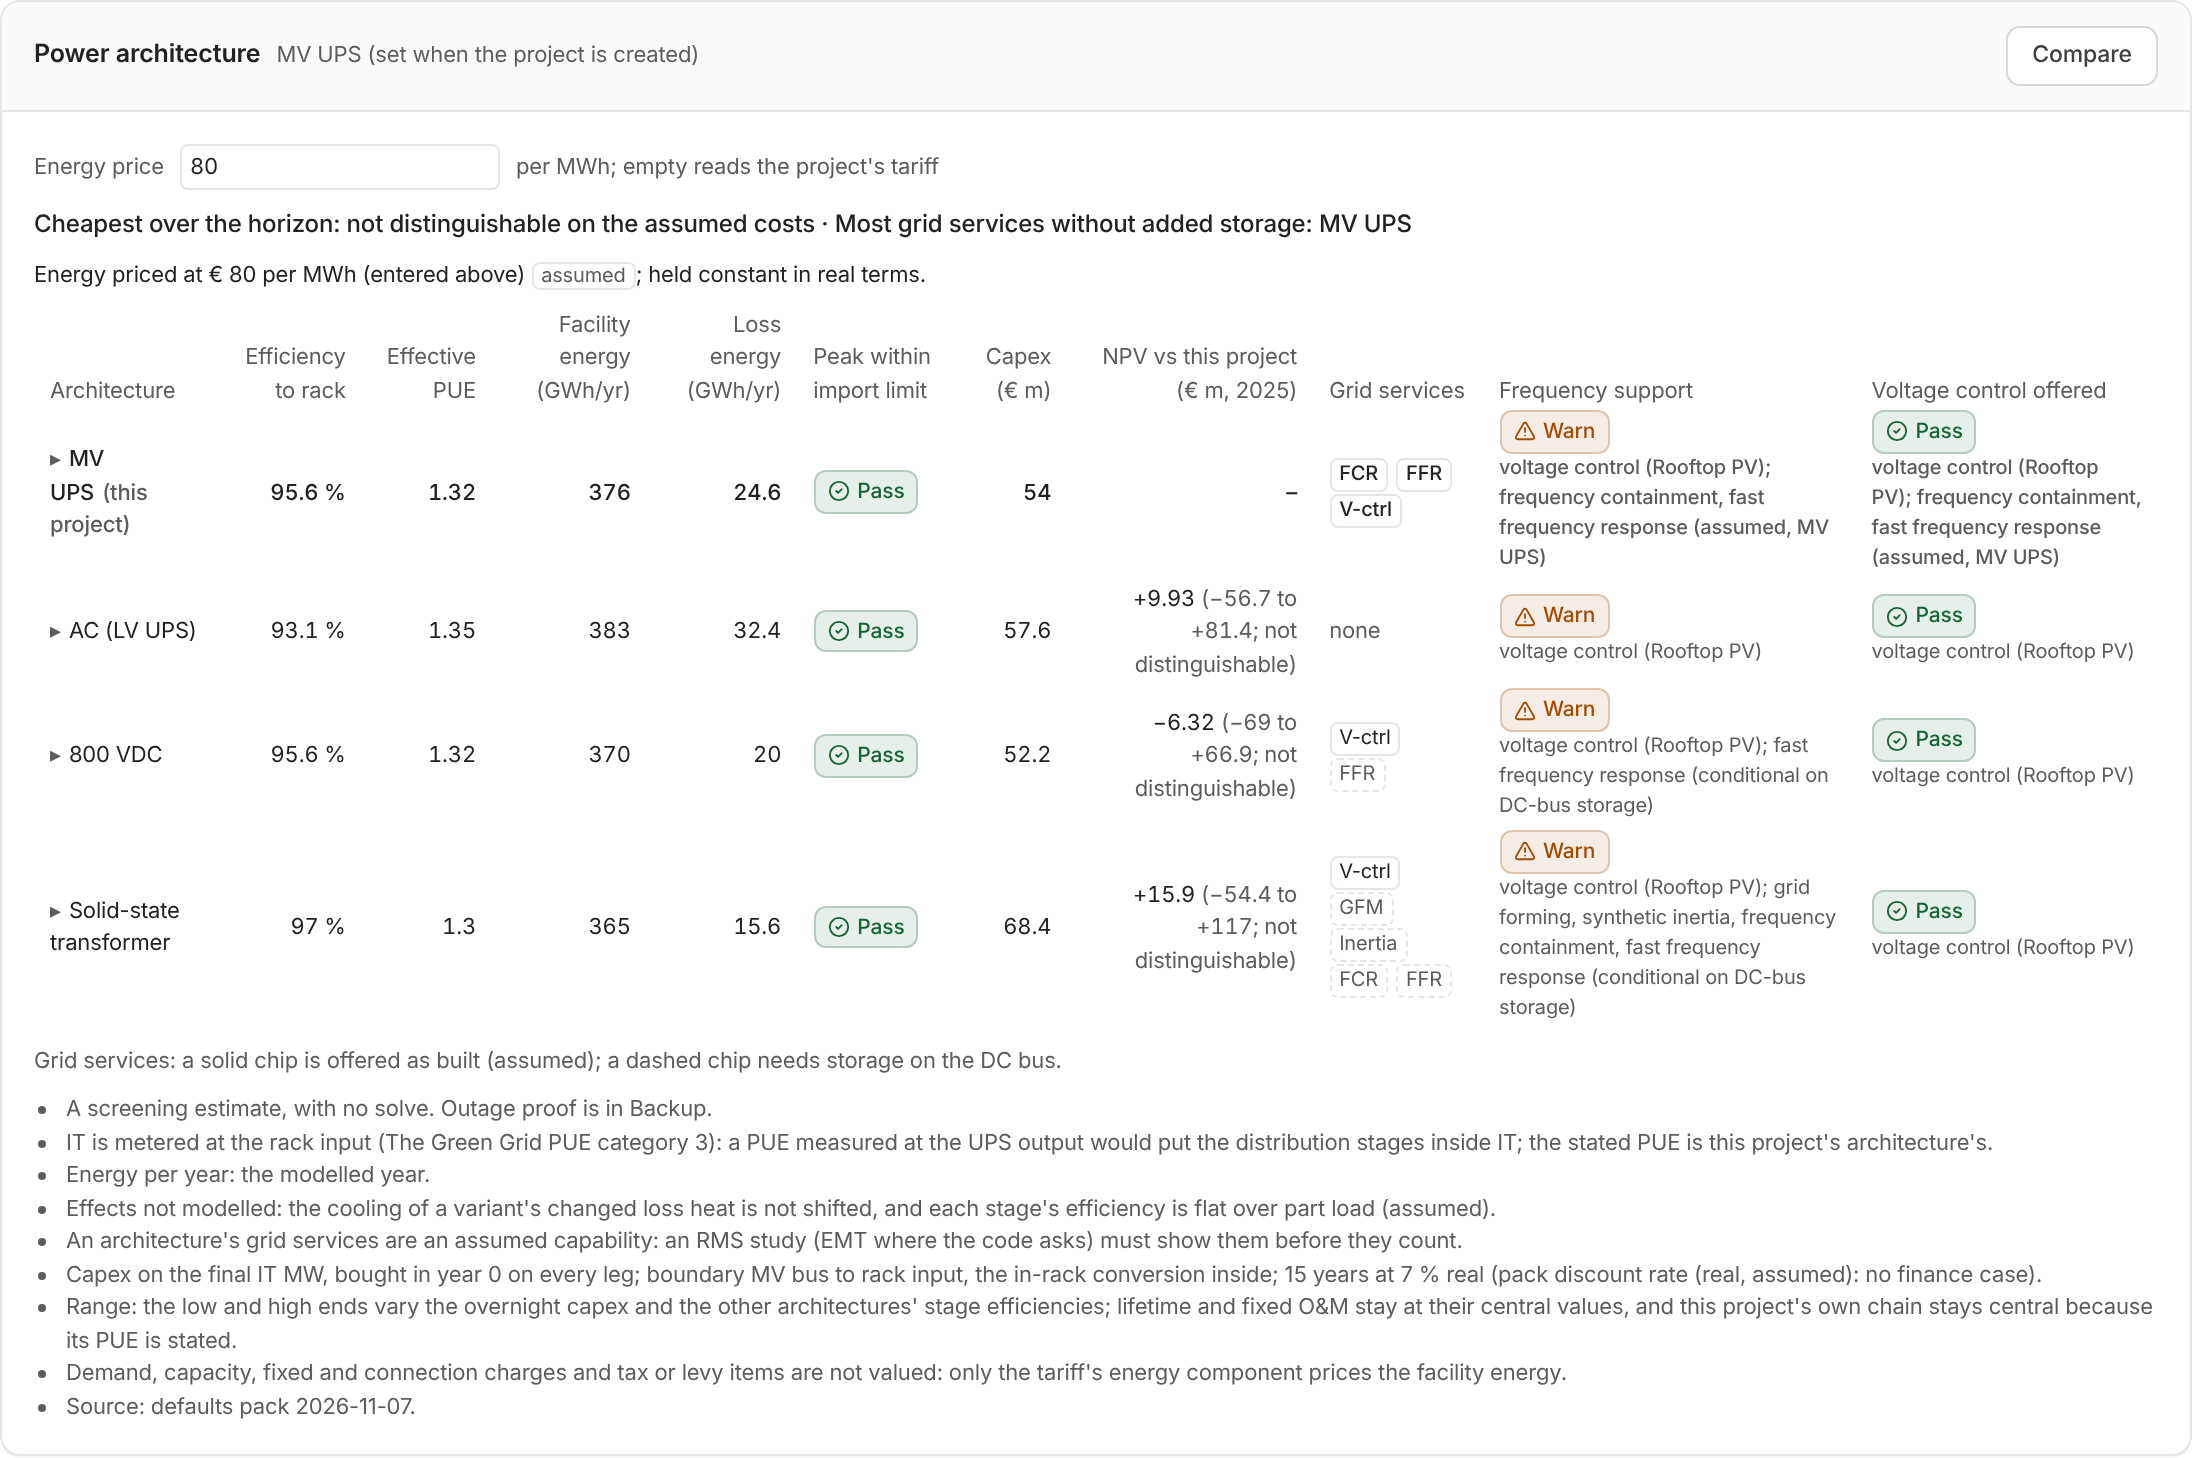 Power architecture MV UPS (set when the project is created) Compare
Energy price 80 per MWh; empty reads the project's tariff
Cheapest over the horizon: not distinguishable on the assumed costs · Most grid services without added storage: MV UPS
Energy priced at € 80 per MWh (entered above) assumed; held constant in real terms.
Architecture
Efficiency to rack
Effective PUE
Facility energy (GWh/yr)
Loss energy (GWh/yr)
Peak within import limit
Capex (€ m)
NPV vs this project (€ m, 2025)
Grid services
Frequency support
Voltage control offered
▸ MV UPS (this project)
95.6 %
1.32
376
24.6
Pass
54
–
FCR FFR
V-ctrl
Warn
voltage control (Rooftop PV);
frequency containment, fast
frequency response (assumed, MV
UPS)
Pass
voltage control (Rooftop
PV); frequency containment,
fast frequency response
(assumed, MV UPS)
▸ AC (LV UPS)
93.1 %
1.35
383
32.4
Pass
57.6
+9.93 (−56.7 to
+81.4; not
distinguishable)
none
Warn
voltage control (Rooftop PV)
Pass
voltage control (Rooftop PV)
▸ 800 VDC
95.6 %
1.32
370
20
Pass
52.2
−6.32 (−69 to
+66.9; not
distinguishable)
V-ctrl
FFR
Warn
voltage control (Rooftop PV); fast
frequency response (conditional on
DC-bus storage)
Pass
voltage control (Rooftop PV)
▸ Solid-state
transformer
97 %
1.3
365
15.6
Pass
68.4
+15.9 (−54.4 to
+117; not
distinguishable)
V-ctrl
GFM
Inertia
FCR FFR
Warn
voltage control (Rooftop PV); grid
forming, synthetic inertia, frequency
containment, fast frequency
response (conditional on DC-bus
storage)
Pass
voltage control (Rooftop PV)
Grid services: a solid chip is offered as built (assumed); a dashed chip needs storage on the DC bus.
• A screening estimate, with no solve. Outage proof is in Backup.
• IT is metered at the rack input (The Green Grid PUE category 3): a PUE measured at the UPS output would put the distribution stages inside IT; the stated PUE is this project's architecture's.
• Energy per year: the modelled year.
• Effects not modelled: the cooling of a variant's changed loss heat is not shifted, and each stage's efficiency is flat over part load (assumed).
• An architecture's grid services are an assumed capability: an RMS study (EMT where the code asks) must show them before they count.
• Capex on the final IT MW, bought in year 0 on every leg; boundary MV bus to rack input, the in-rack conversion inside; 15 years at 7 % real (pack discount rate (real, assumed): no finance case).
• Range: the low and high ends vary the overnight capex and the other architectures' stage efficiencies; lifetime and fixed O&M stay at their central values, and this project's own chain stays central because
its PUE is stated.
• Demand, capacity, fixed and connection charges and tax or levy items are not valued: only the tariff's energy component prices the facility energy.
• Source: defaults pack 2026-11-07.